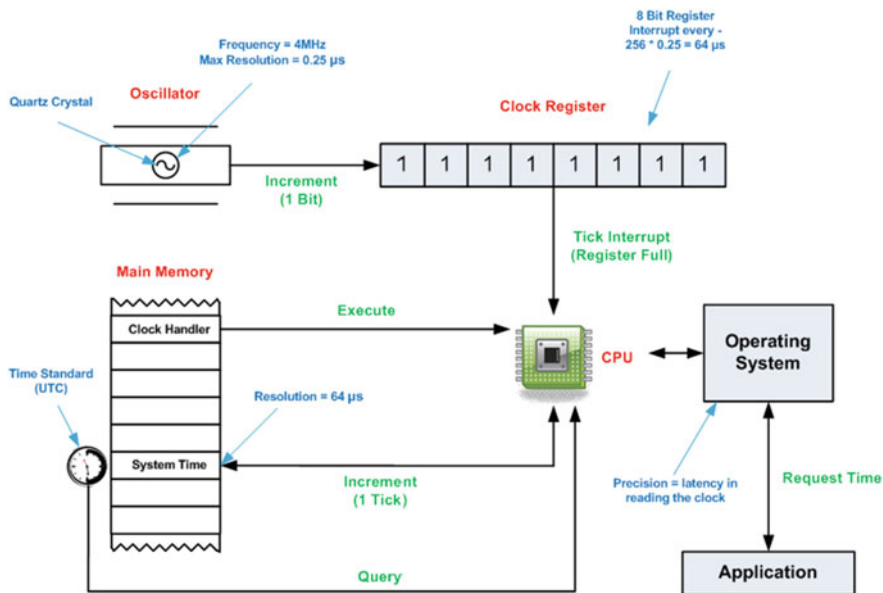 8 Bit Register
Interrupt every -
256 * 0.25 = 64 µs
Frequency = 4MHz
Max Resolution = 0.25 µs
Oscillator
Quartz Crystal
Clock Register
1 1 1 1 1 1 1 1
Increment
(1 Bit)
Tick Interrupt
(Register Full)
Main Memory
Execute
Clock Handler
Operating
System
CPU
Time Standard
(UTC)
Resolution = 64 µs
System Time
Increment
(1 Tick)
Precision = latency in
reading the clock
Request Time
Query
Application